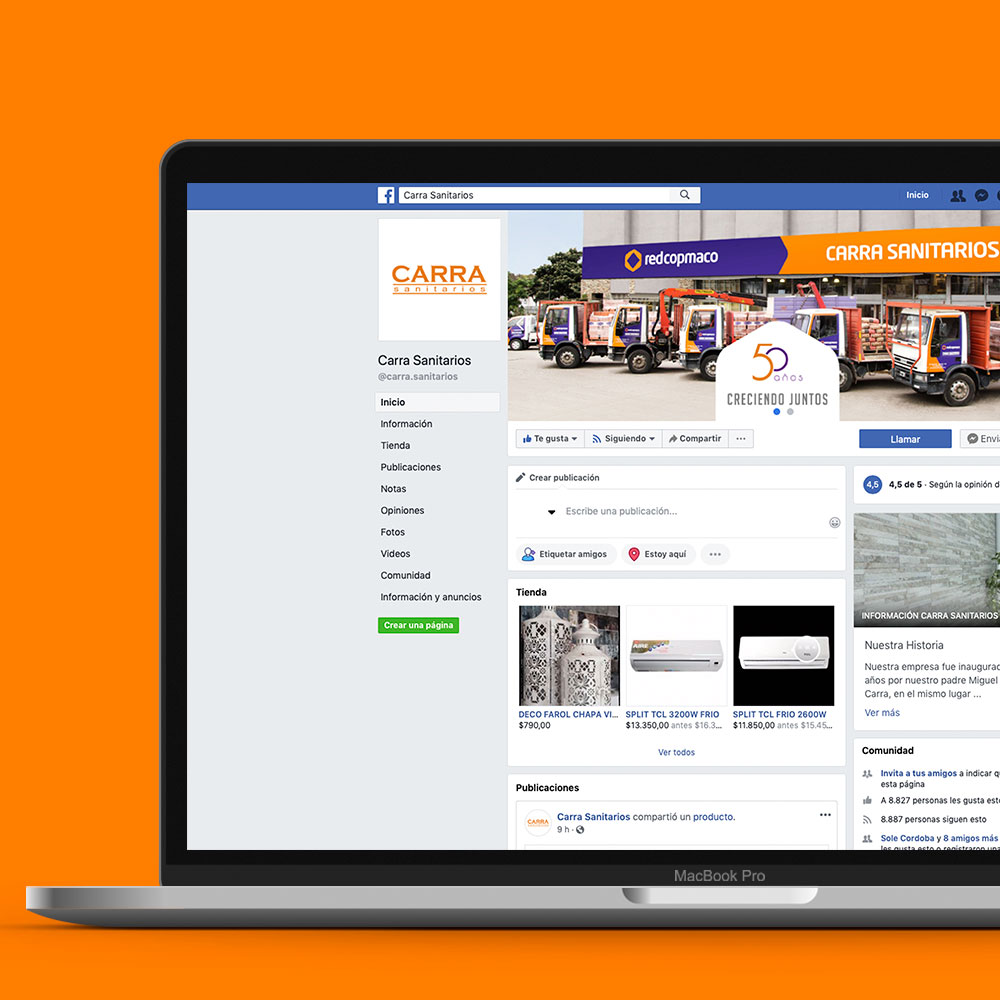 Carra Sanitarios
Inicio
CARRA
sanitarios
redcopmaco
CARRA SANITARIOS
50
años
CRECIENDO JUNTOS
Carra Sanitarios
@carra.sanitarios
Inicio
Información
Tienda
Publicaciones
Notas
Opiniones
Fotos
Videos
Comunidad
Información y anuncios
Crear una página
Te gusta
Siguiendo
Compartir
...
Llamar
Envia
Crear publicación
Escribe una publicación...
Etiquetar amigos
Estoy aquí
...
Tienda
DECO FAROL CHAPA VI...
$790,00
SPLIT TCL 3200W FRIO
$13.350,00 antes $16.3...
SPLIT TCL FRIO 2600W
$11.850,00 antes $15.45...
Ver todos
Publicaciones
CARRA
Carra Sanitarios compartió un producto.
9 h ·
...
4,5
4,5 de 5 · Según la opinión d
INFORMACIÓN CARRA SANITARIOS
Nuestra Historia
Nuestra empresa fue inaugurad
años por nuestro padre Miguel
Carra, en el mismo lugar ...
Ver más
Comunidad
Invita a tus amigos a indicar qu
esta página
A 8.827 personas les gusta esto
8.887 personas siguen esto
Sole Cordoba y 8 amigos más
les gusta esto o registraron una
MacBook Pro